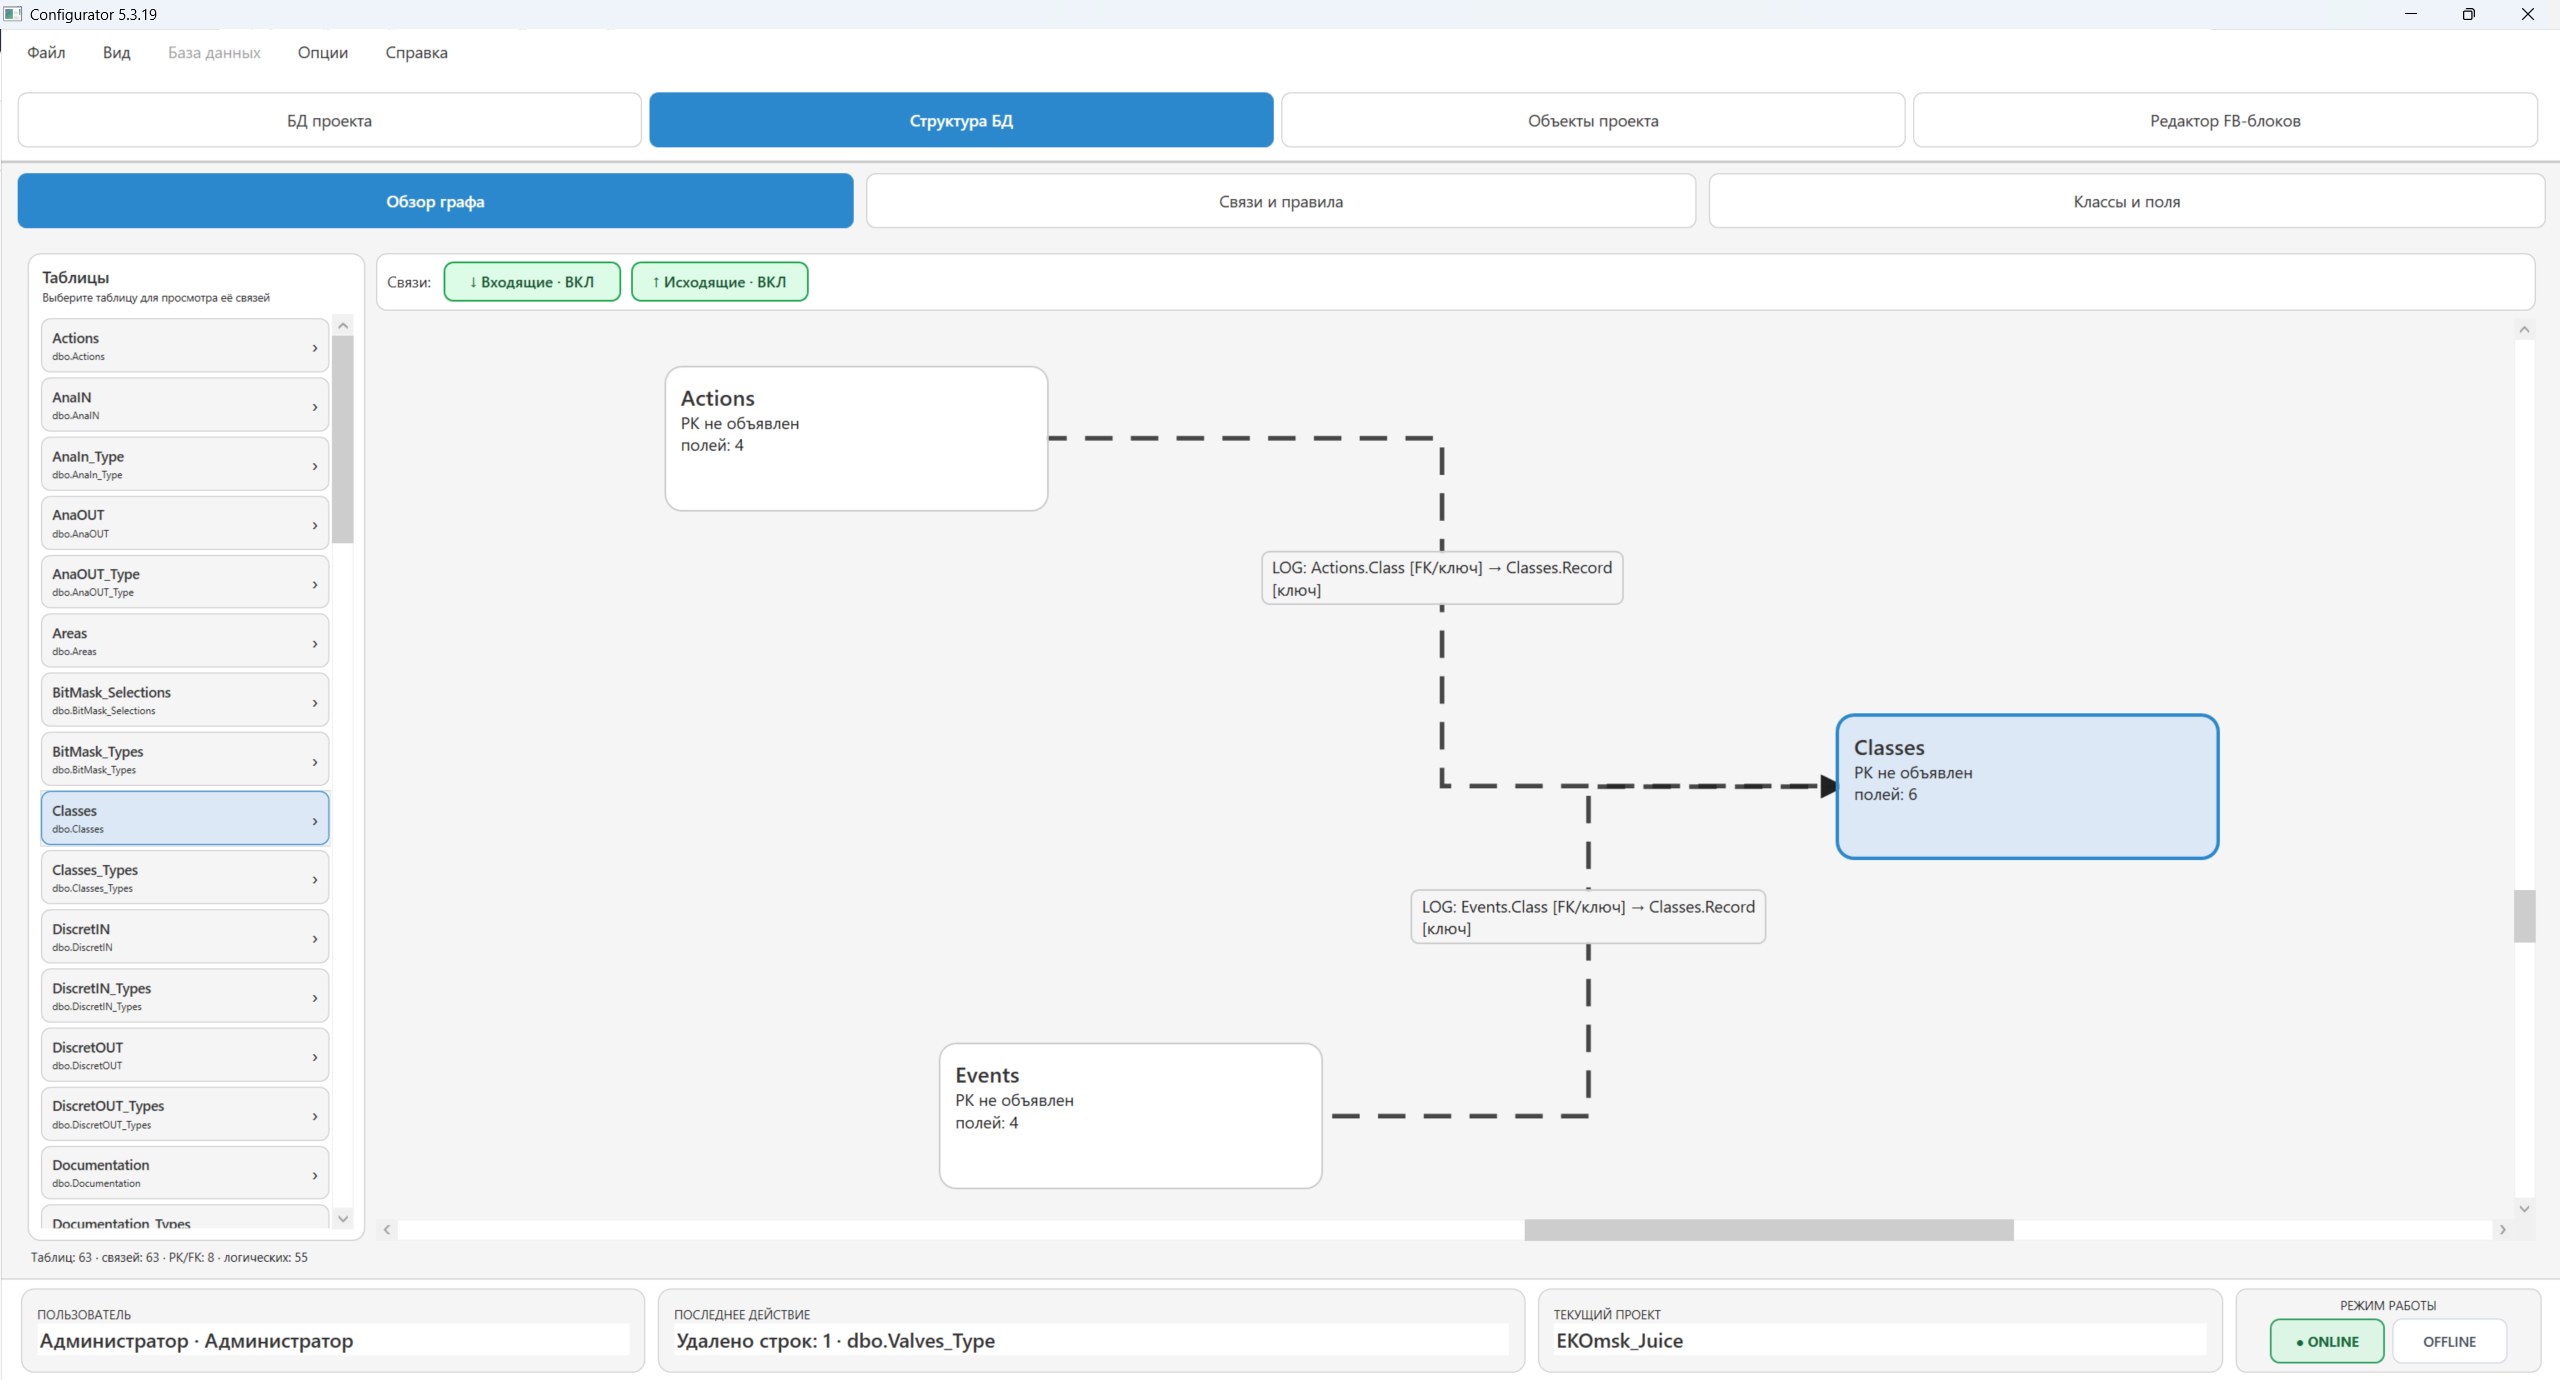 Configurator 5.3.19
Файл Вид База данных Опции Справка
БД проекта
Структура БД
Объекты проекта
Редактор FB-блоков
Обзор графа
Связи и правила
Классы и поля
Таблицы
Выберите таблицу для просмотра её связей
Actions
dbo.Actions
AnaIN
dbo.AnaIN
AnaIn_Type
dbo.AnaIn_Type
AnaOUT
dbo.AnaOUT
AnaOUT_Type
dbo.AnaOUT_Type
Areas
dbo.Areas
BitMask_Selections
dbo.BitMask_Selections
BitMask_Types
dbo.BitMask_Types
Classes
dbo.Classes
Classes_Types
dbo.Classes_Types
DiscretIN
dbo.DiscretIN
DiscretIN_Types
dbo.DiscretIN_Types
DiscretOUT
dbo.DiscretOUT
DiscretOUT_Types
dbo.DiscretOUT_Types
Documentation
dbo.Documentation
Documentation_Types
Таблиц: 63 · связей: 63 · PK/FK: 8 · логических: 55
Связи:
↓ Входящие · ВКЛ
↑ Исходящие · ВКЛ
Actions
PK не объявлен
полей: 4
LOG: Actions.Class [FK/ключ] → Classes.Record
[ключ]
Classes
PK не объявлен
полей: 6
LOG: Events.Class [FK/ключ] → Classes.Record
[ключ]
Events
PK не объявлен
полей: 4
ПОЛЬЗОВАТЕЛЬ
Администратор · Администратор
ПОСЛЕДНЕЕ ДЕЙСТВИЕ
Удалено строк: 1 · dbo.Valves_Type
ТЕКУЩИЙ ПРОЕКТ
EKOmsk_Juice
РЕЖИМ РАБОТЫ
• ONLINE
OFFLINE